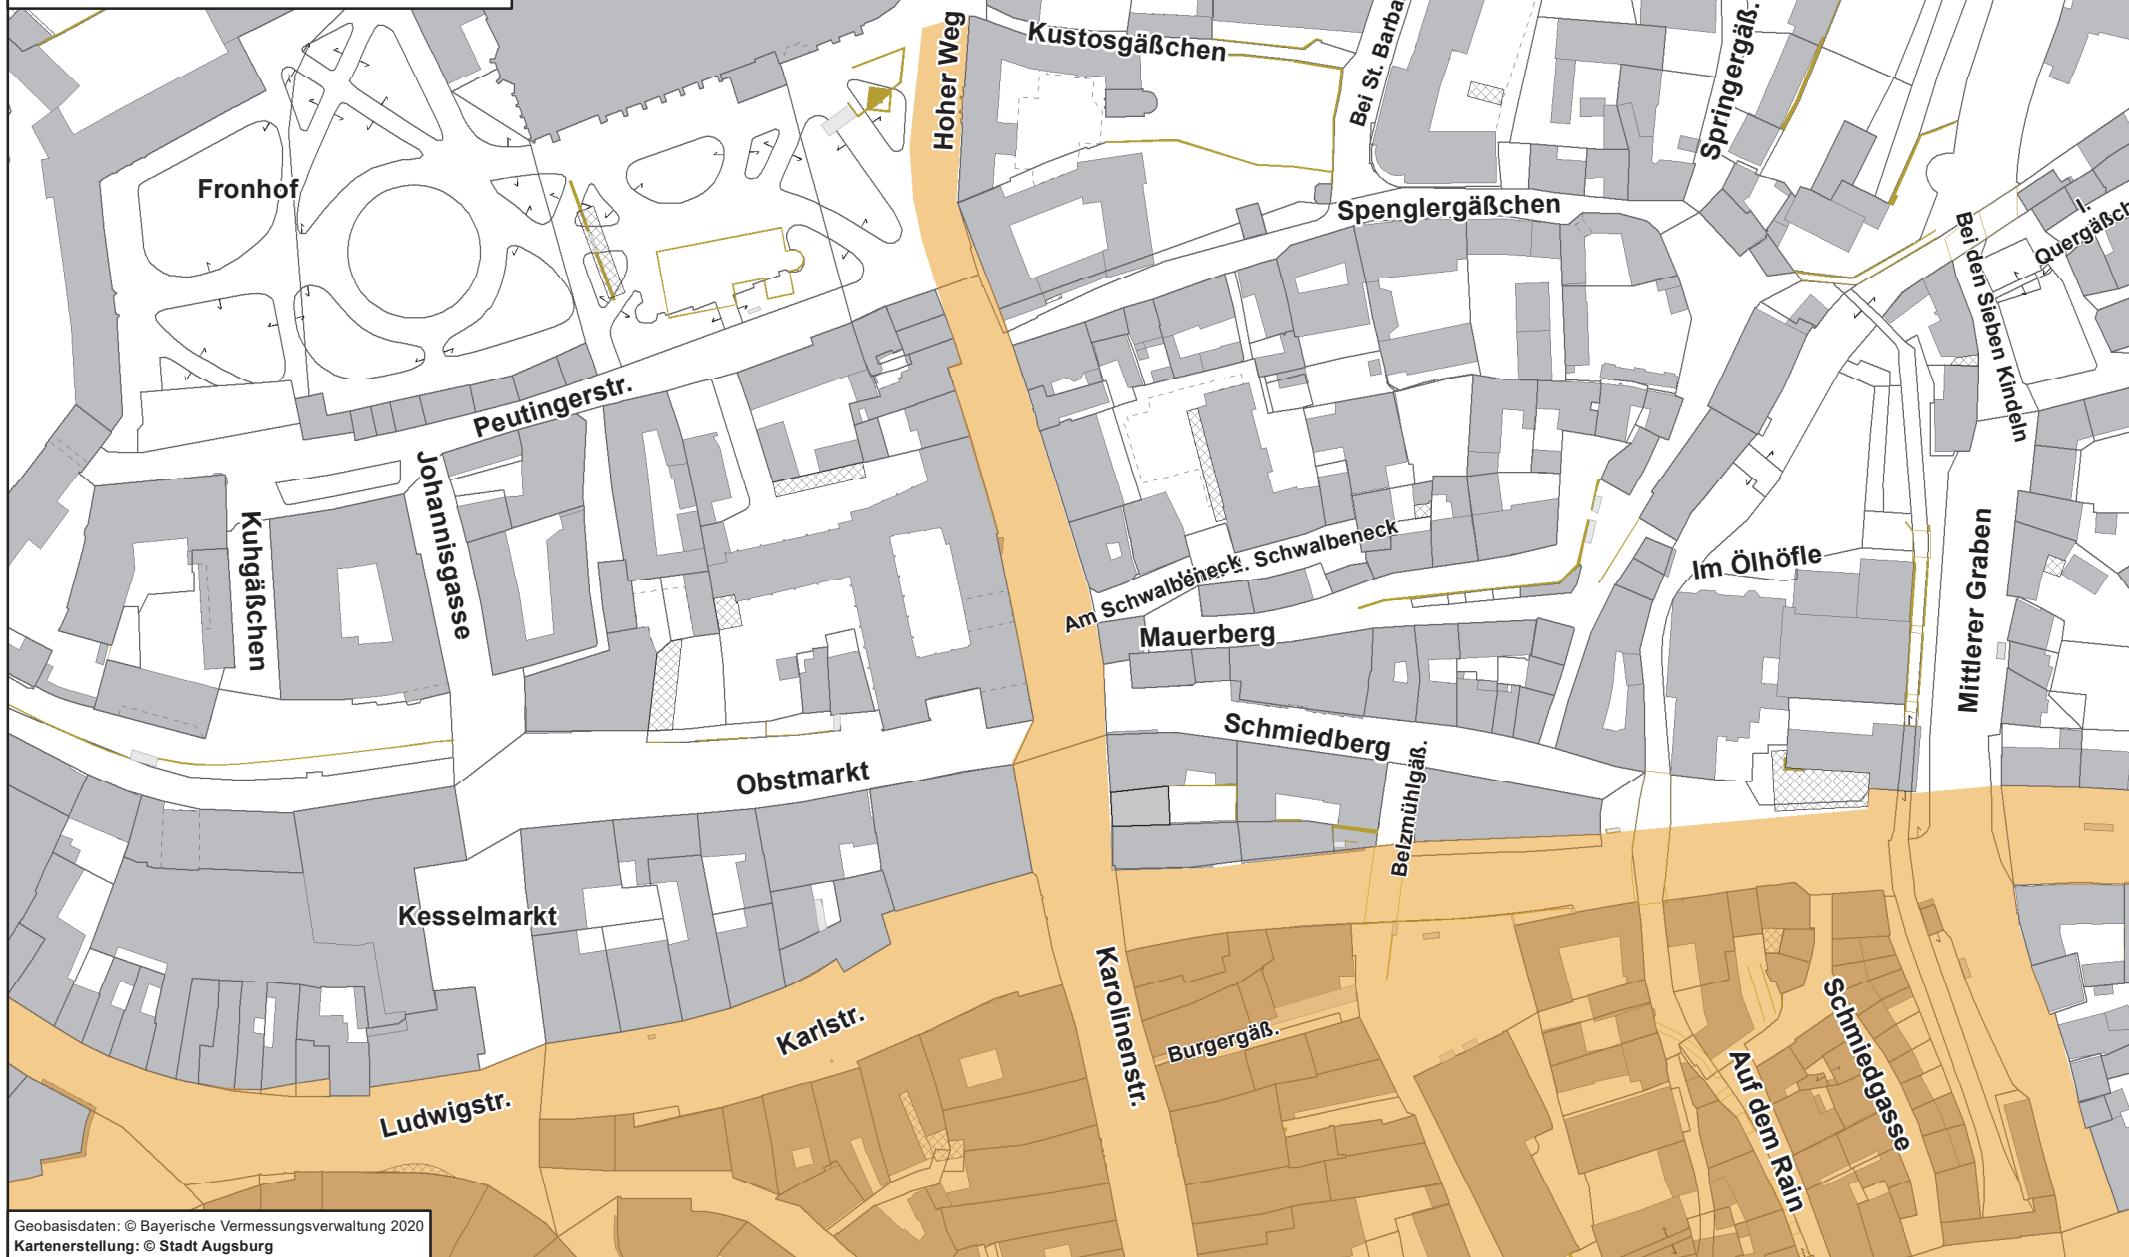 Hoher Weg
Kustosgäßchen
Bei St. Barba
Springergäß.
Fronhof
Spenglergäßchen
Bei den Sieben Kindeln
I.
Quergäßch
Peutingerstr.
Johannisgasse
Kuhgäßchen
Am Schwalbeneck
Schwalbeneck
Im Ölhöfle
Mittlerer Graben
Mauerberg
Schmiedberg
Obstmarkt
Belzmühlgäß.
Kesselmarkt
Karlstr.
Karolinenstr.
Burgergäß.
Schmiedgasse
Auf dem Rain
Ludwigstr.
Geobasisdaten: © Bayerische Vermessungsverwaltung 2020
Kartenerstellung: © Stadt Augsburg